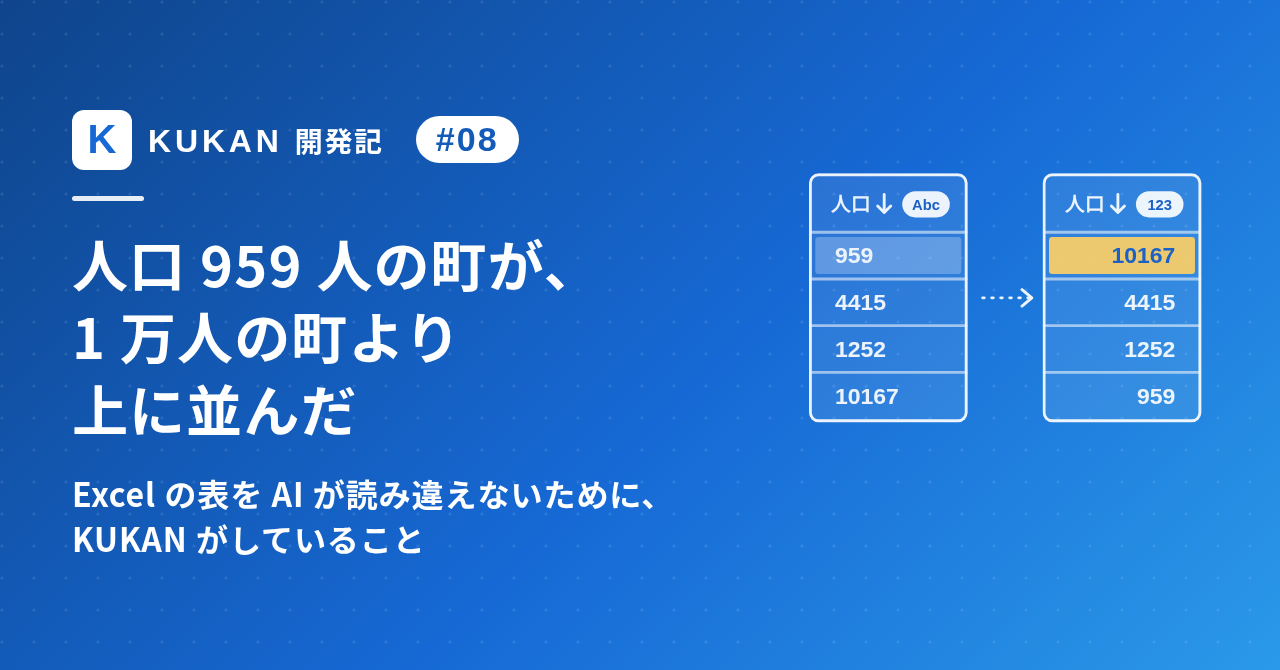 K KUKAN 開発記 #08
人口 959 人の町が、
1 万人の町より
上に並んだ
Excel の表を AI が読み違えないために、
KUKAN がしていること
人口 ↓ Abc
959
4415
1252
10167
人口 ↓ 123
10167
4415
1252
959